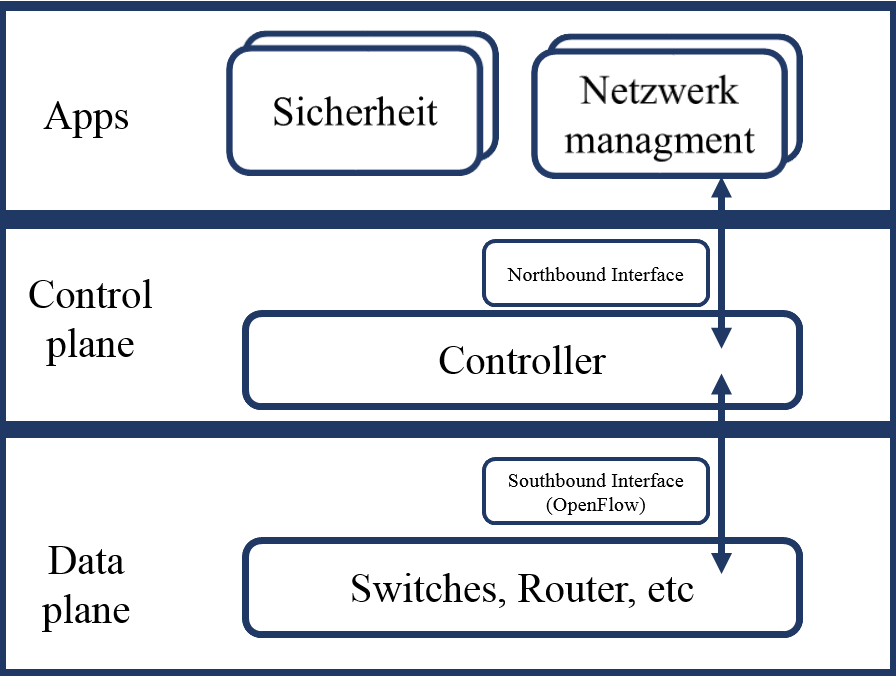 Apps
Sicherheit
Netzwerk
managment
Control
plane
Northbound Interface
Controller
Data
plane
Southbound Interface
(OpenFlow)
Switches, Router, etc